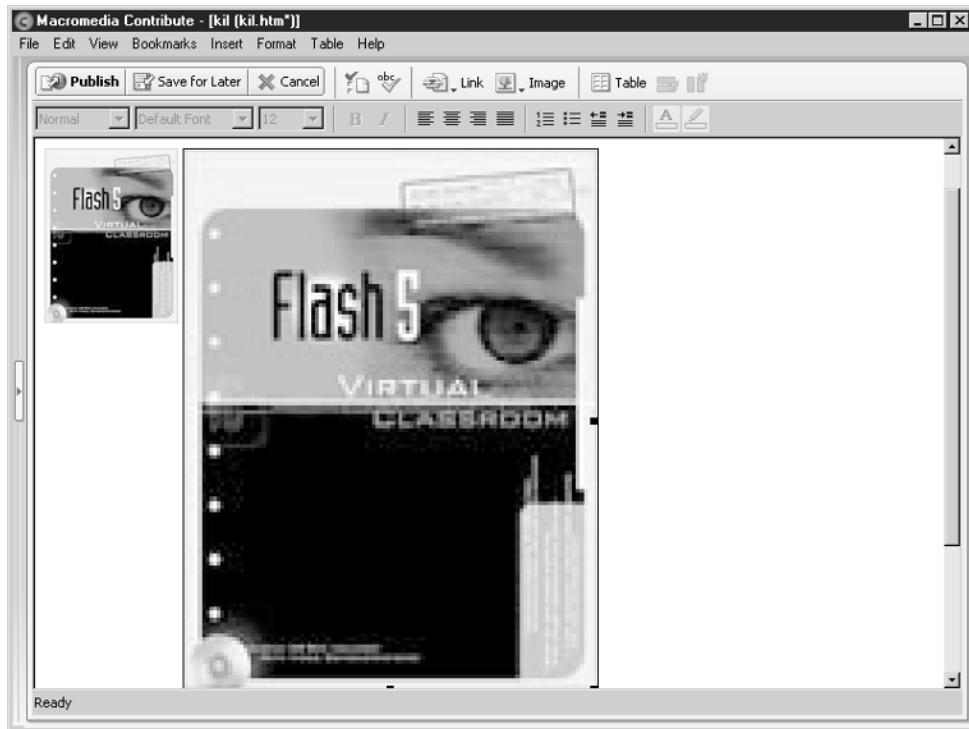 Macromedia Contribute - [kil (kil.htm*)]
File Edit View Bookmarks Insert Format Table Help
Publish Save for Later Cancel abc Link Image Table
Normal Default Font 12 B I A
Flash 5
VIRTUAL
CLASSROOM
Flash 5
VIRTUAL
CLASSROOM
Ready